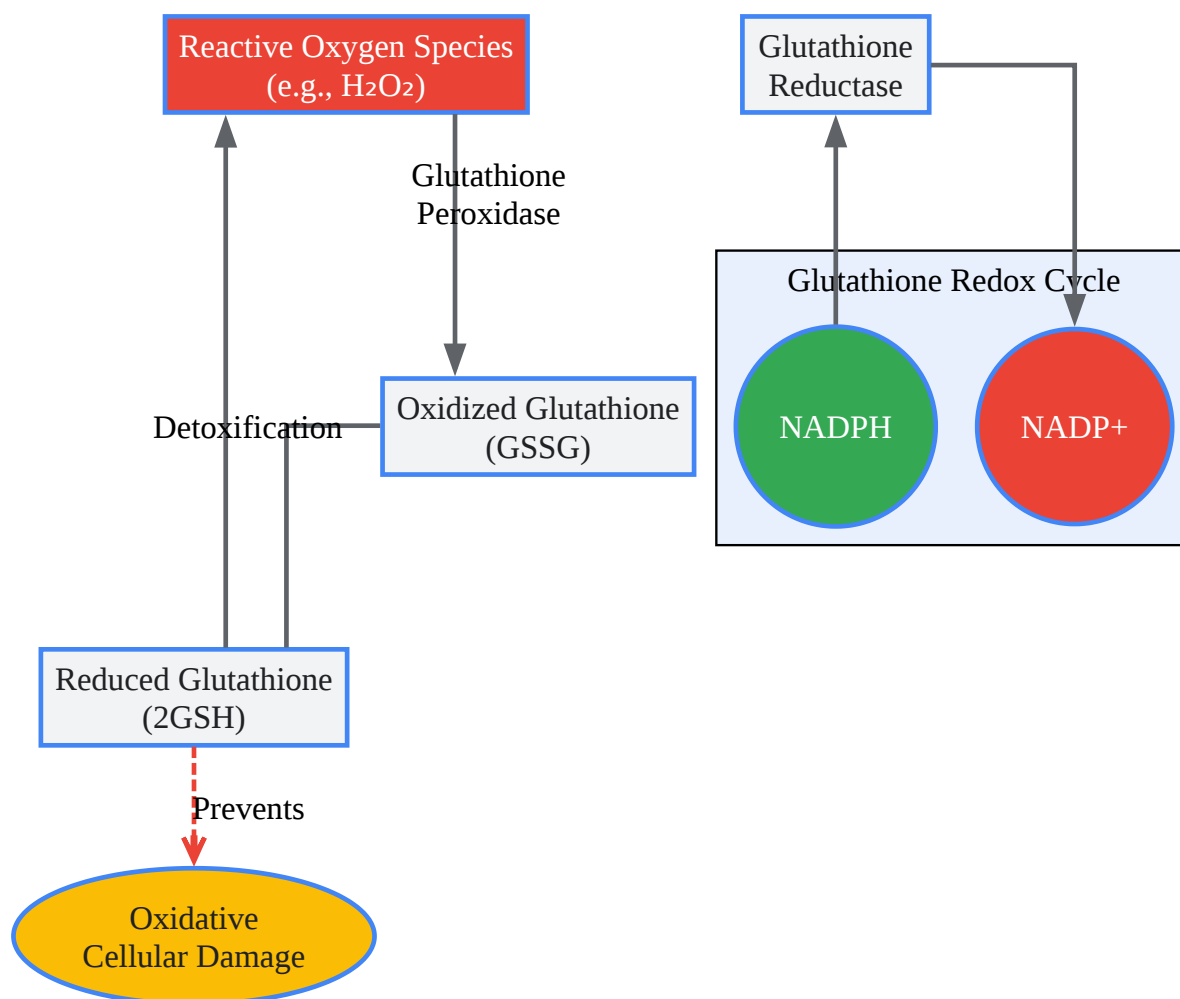 Reactive Oxygen Species
(e.g., H₂O₂)
Glutathione
Reductase
Glutathione
Peroxidase
Glutathione Redox Cycle
Detoxification
Oxidized Glutathione
(GSSG)
NADPH
NADP+
Reduced Glutathione
(2GSH)
Prevents
Oxidative
Cellular Damage